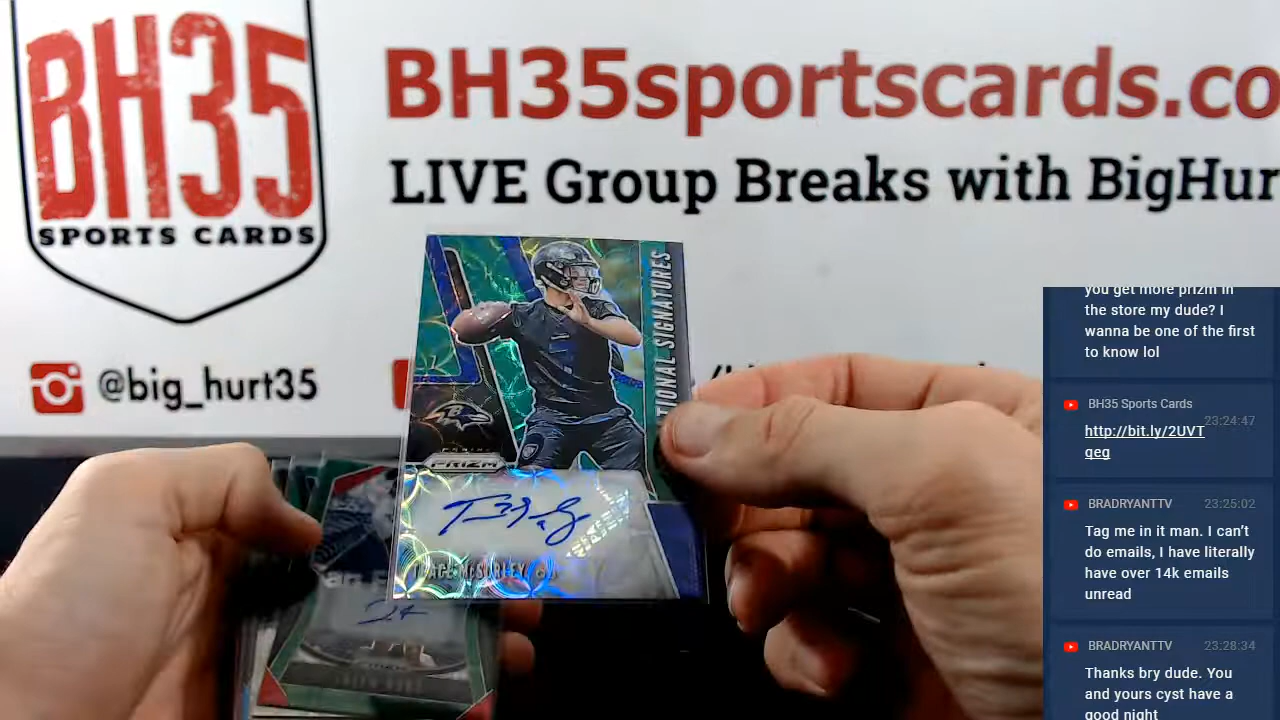 BH35
SPORTS CARDS
BH35sportscards.co
LIVE Group Breaks with BigHur
@big_hurt35
TIONAL SIGNATURES
PANINI
PRIZM
TRACE McSORLEY
you get more prizm in
the store my dude? I
wanna be one of the first
to know lol
BH35 Sports Cards
23:24:47
http://bit.ly/2UVT
qeg
BRADRYANTTV 23:25:02
Tag me in it man. I can't
do emails, I have literally
have over 14k emails
unread
BRADRYANTTV 23:28:34
Thanks bry dude. You
and yours cyst have a
good night